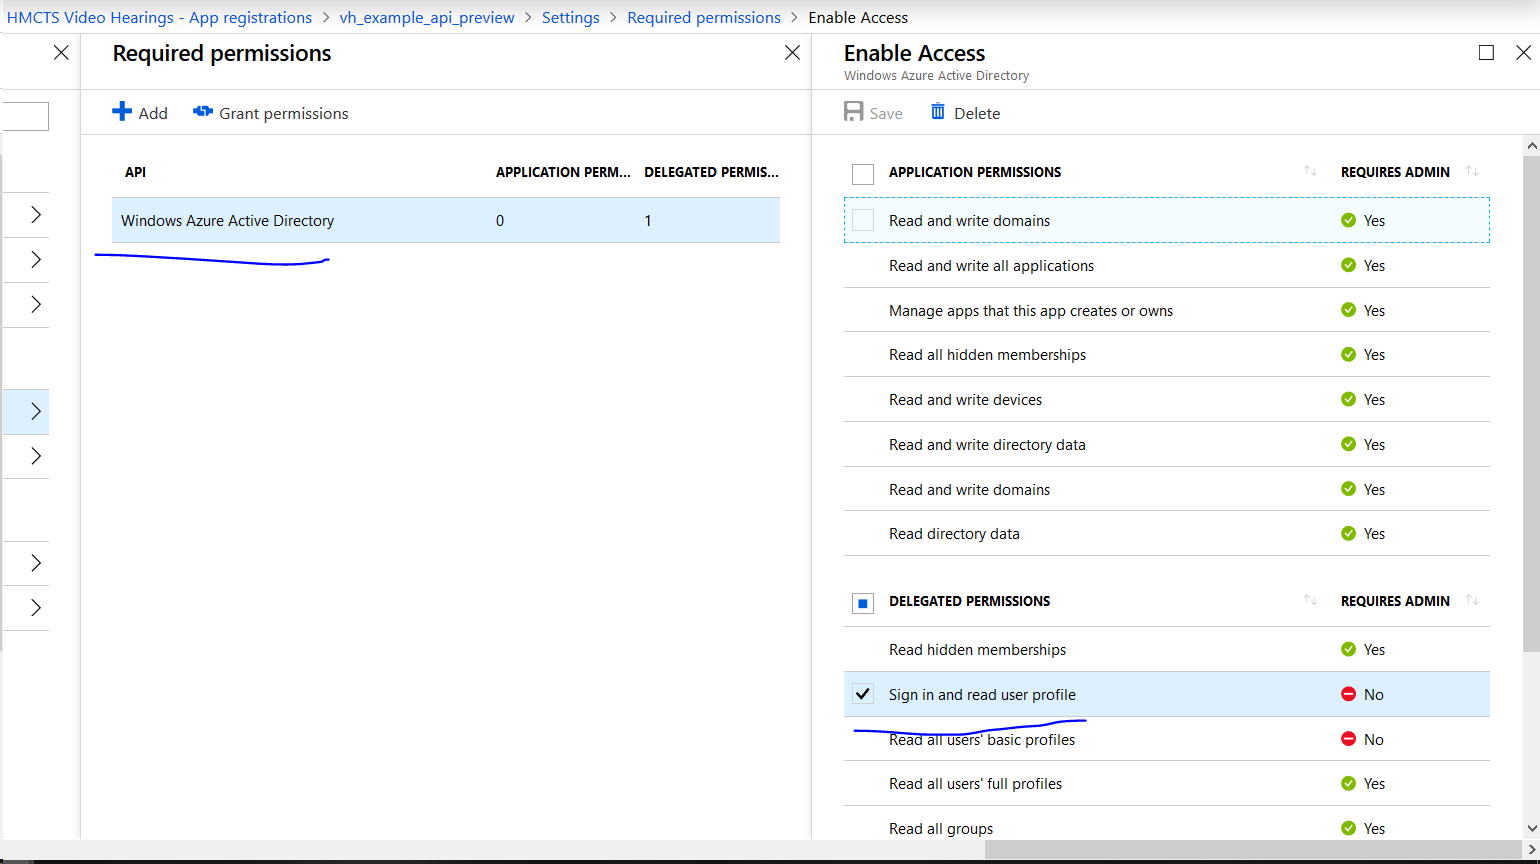 HMCTS Video Hearings - App registrations > vh_example_api_preview > Settings > Required permissions > Enable Access
Required permissions
Add
Grant permissions
API APPLICATION PERM... DELEGATED PERMIS...
Windows Azure Active Directory 0 1
Enable Access
Windows Azure Active Directory
Save
Delete
APPLICATION PERMISSIONS REQUIRES ADMIN
Read and write domains Yes
Read and write all applications Yes
Manage apps that this app creates or owns Yes
Read all hidden memberships Yes
Read and write devices Yes
Read and write directory data Yes
Read and write domains Yes
Read directory data Yes
DELEGATED PERMISSIONS REQUIRES ADMIN
Read hidden memberships Yes
Sign in and read user profile No
Read all users' basic profiles No
Read all users' full profiles Yes
Read all groups Yes